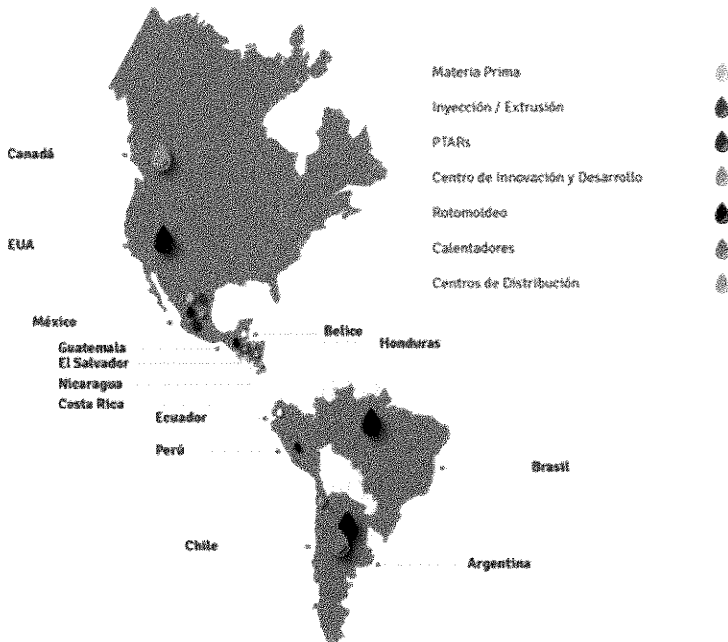 Materia Prima
Inyección / Extrusión
PTARs
Canadá
Centro de Innovación y Desarrollo
Rotomoldeo
EUA
Calentadores
Centros de Distribución
México
Belice
Guatemala
Honduras
El Salvador
Nicaragua
Costa Rica
Ecuador
Perú
Brasil
Chile
Argentina